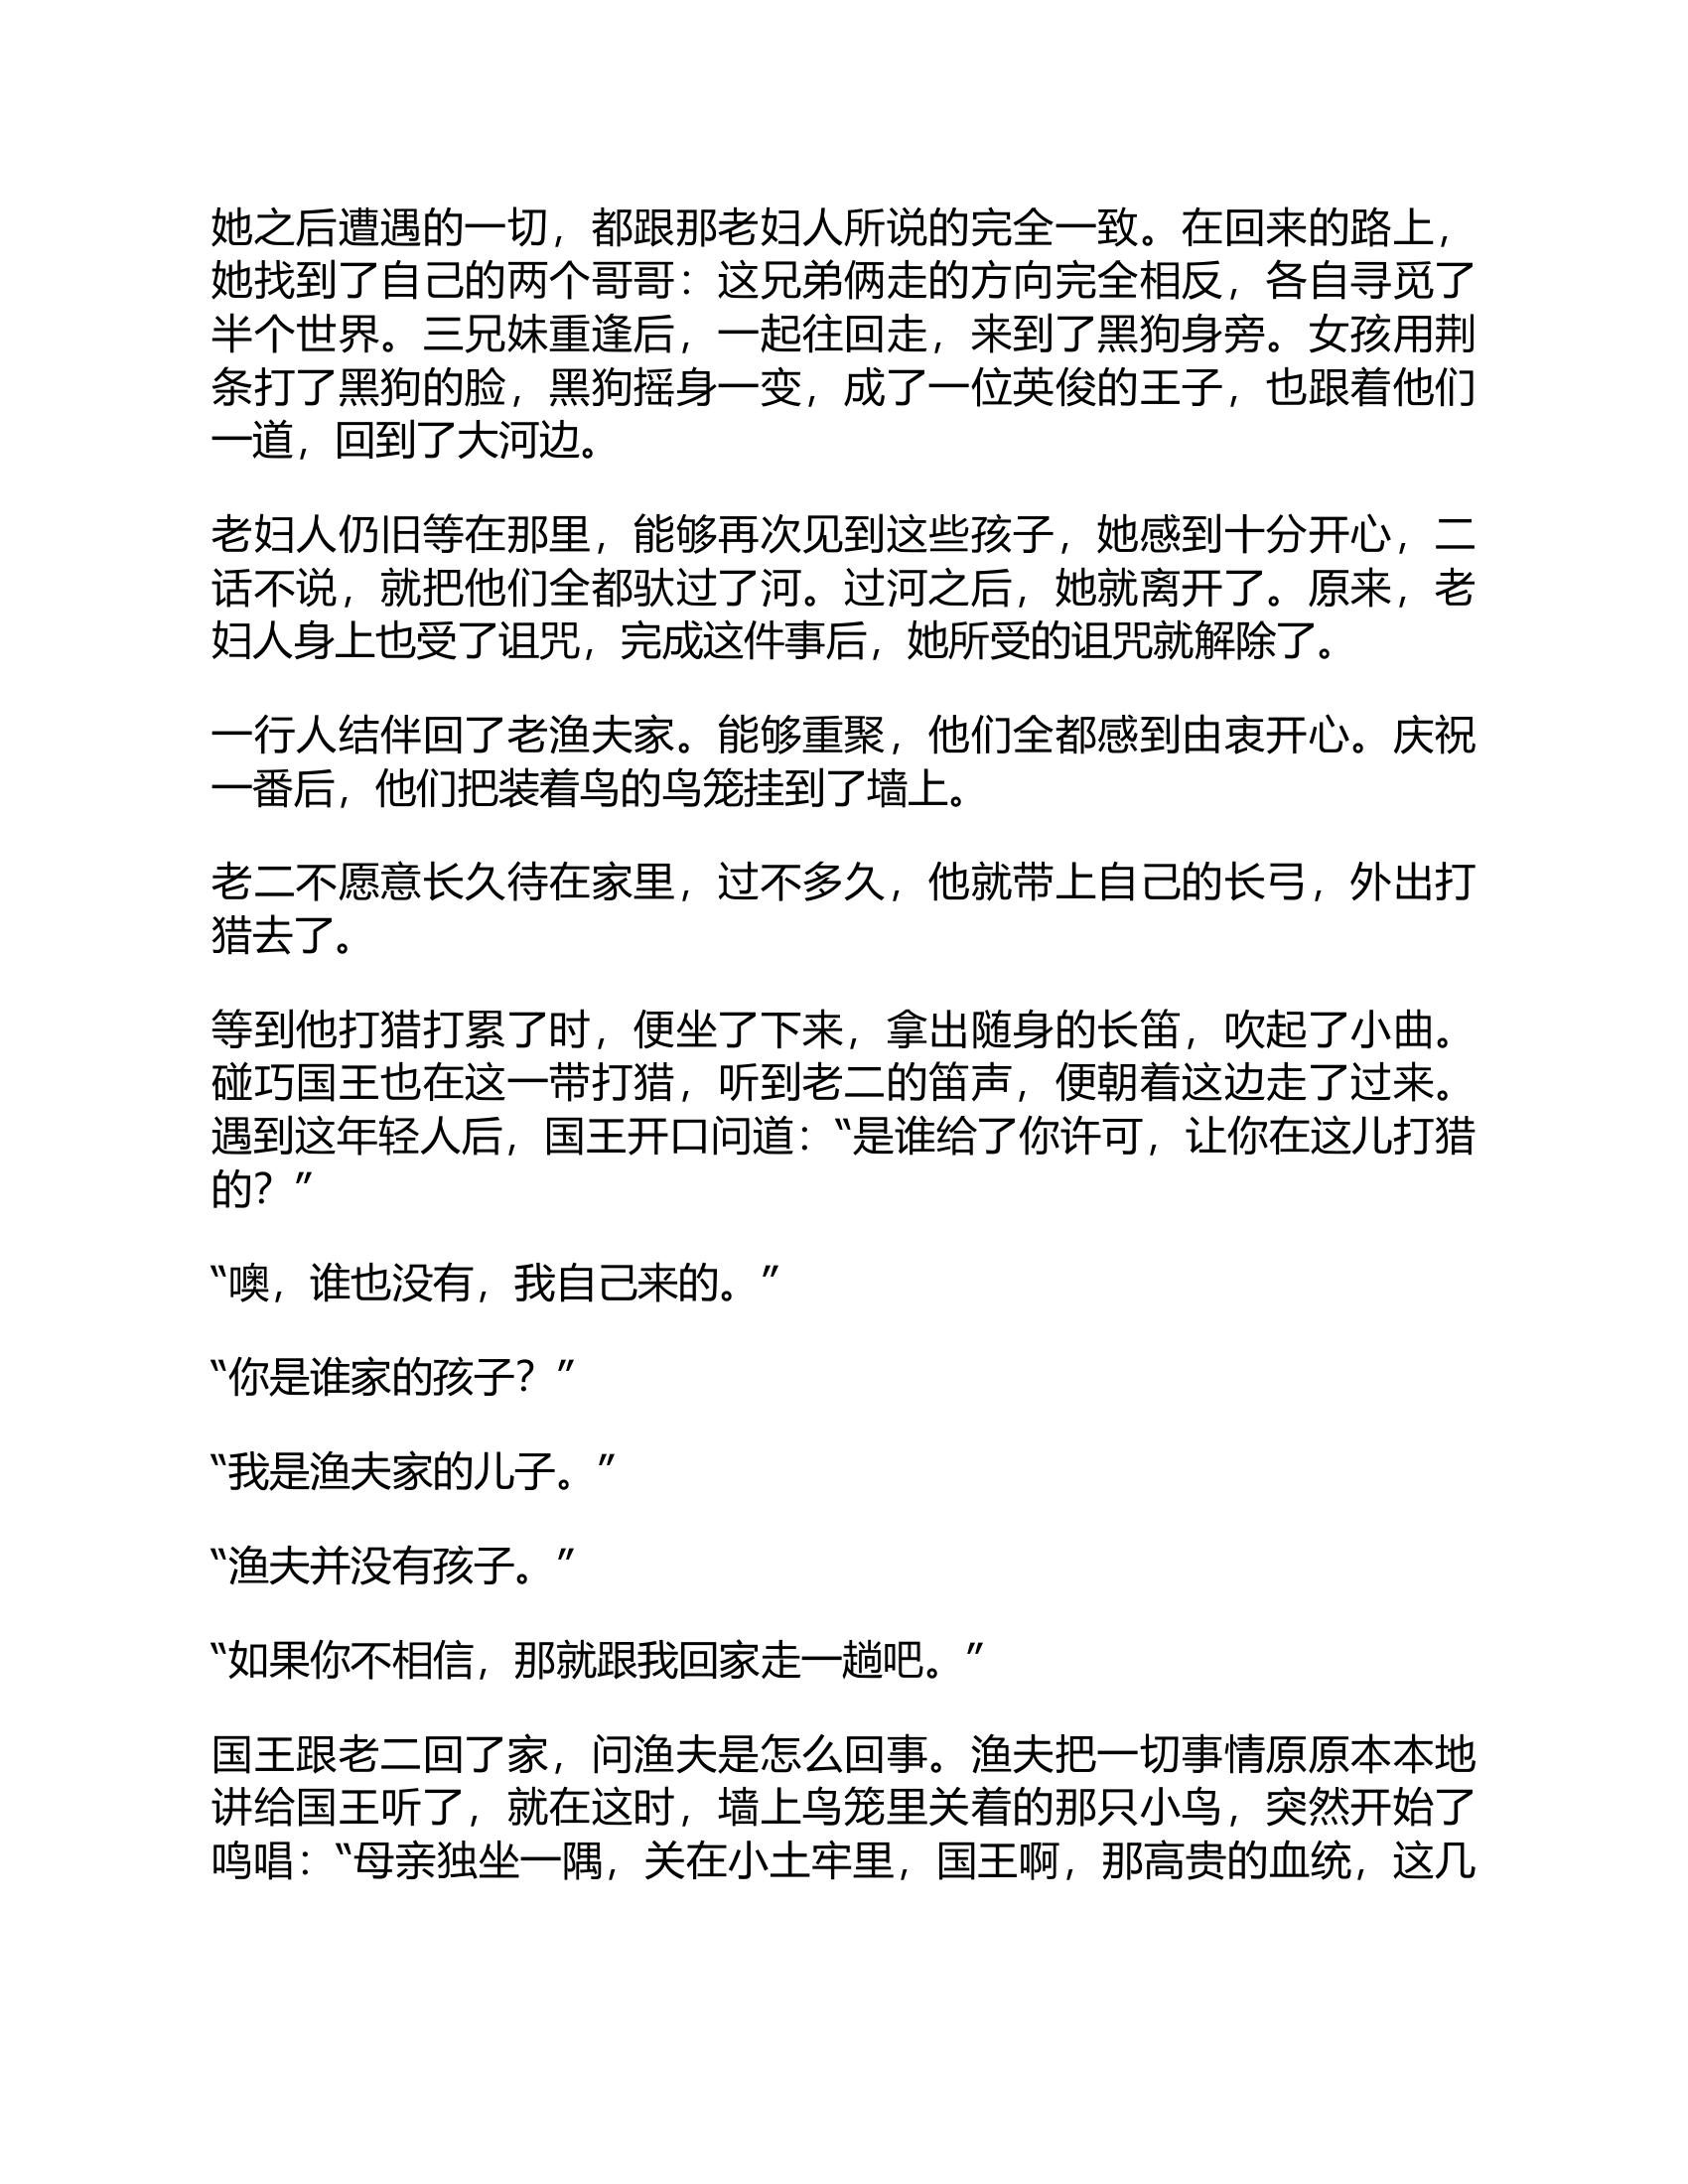 她之后遭遇的一切，都跟那老妇人所说的完全一致。在回来的路上，
她找到了自己的两个哥哥：这兄弟俩走的方向完全相反，各自寻觅了
半个世界。三兄妹重逢后，一起往回走，来到了黑狗身旁。女孩用荆
条打了黑狗的脸，黑狗摇身一变，成了一位英俊的王子，也跟着他们
一道，回到了大河边。
老妇人仍旧等在那里，能够再次见到这些孩子，她感到十分开心，二
话不说，就把他们全都驮过了河。过河之后，她就离开了。原来，老
妇人身上也受了诅咒，完成这件事后，她所受的诅咒就解除了。
一行人结伴回了老渔夫家。能够重聚，他们全都感到由衷开心。庆祝
一番后，他们把装着鸟的鸟笼挂到了墙上。
老二不愿意长久待在家里，过不多久，他就带上自己的长弓，外出打
猎去了。
等到他打猎打累了时，便坐了下来，拿出随身的长笛，吹起了小曲。
碰巧国王也在这一带打猎，听到老二的笛声，便朝着这边走了过来。
遇到这年轻人后，国王开口问道：“是谁给了你许可，让你在这儿打猎
的？”
“噢，谁也没有，我自己来的。”
“你是谁家的孩子？”
“我是渔夫家的儿子。”
“渔夫并没有孩子。”
“如果你不相信，那就跟我回家走一趟吧。”
国王跟老二回了家，问渔夫是怎么回事。渔夫把一切事情原原本本地
讲给国王听了，就在这时，墙上鸟笼里关着的那只小鸟，突然开始了
鸣唱：“母亲独坐一隅，关在小土牢里，国王啊，那高贵的血统，这几